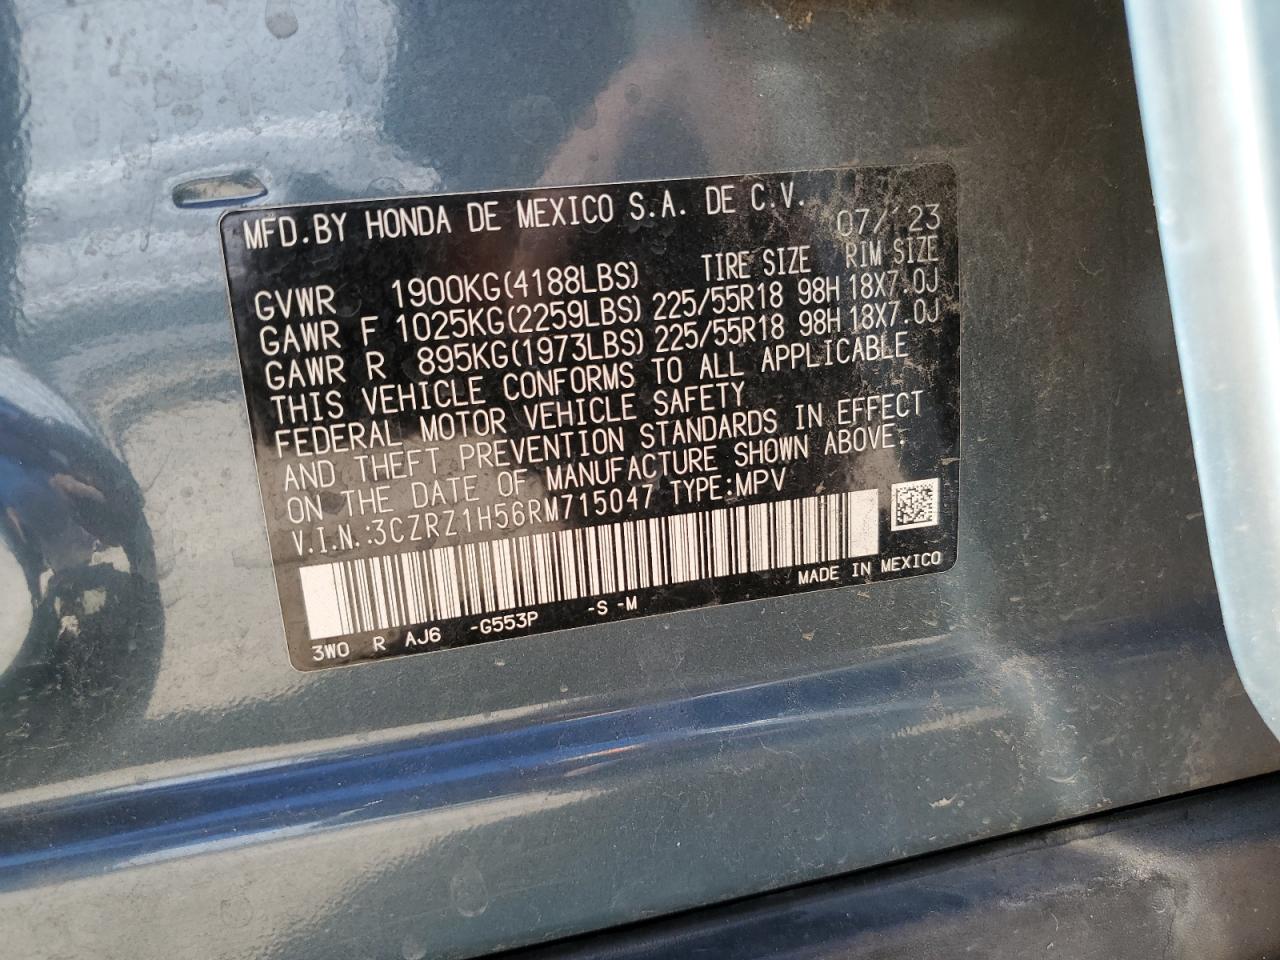 MFD.BY HONDA DE MEXICO S.A. DE C.V. 07/'23
TIRE SIZE RIM SIZE
GVWR 1900KG(4188LBS)
GAWR F 1025KG(2259LBS) 225/55R18 98H 18X7.0J
GAWR R 895KG(1973LBS) 225/55R18 98H 18X7.0J
THIS VEHICLE CONFORMS TO ALL APPLICABLE
FEDERAL MOTOR VEHICLE SAFETY
AND THEFT PREVENTION STANDARDS IN EFFECT
ON THE DATE OF MANUFACTURE SHOWN ABOVE.
V.I.N.:3CZRZ1H56RM715047 TYPE:MPV
MADE IN MEXICO
3WO R AJ6 -G553P -S -M